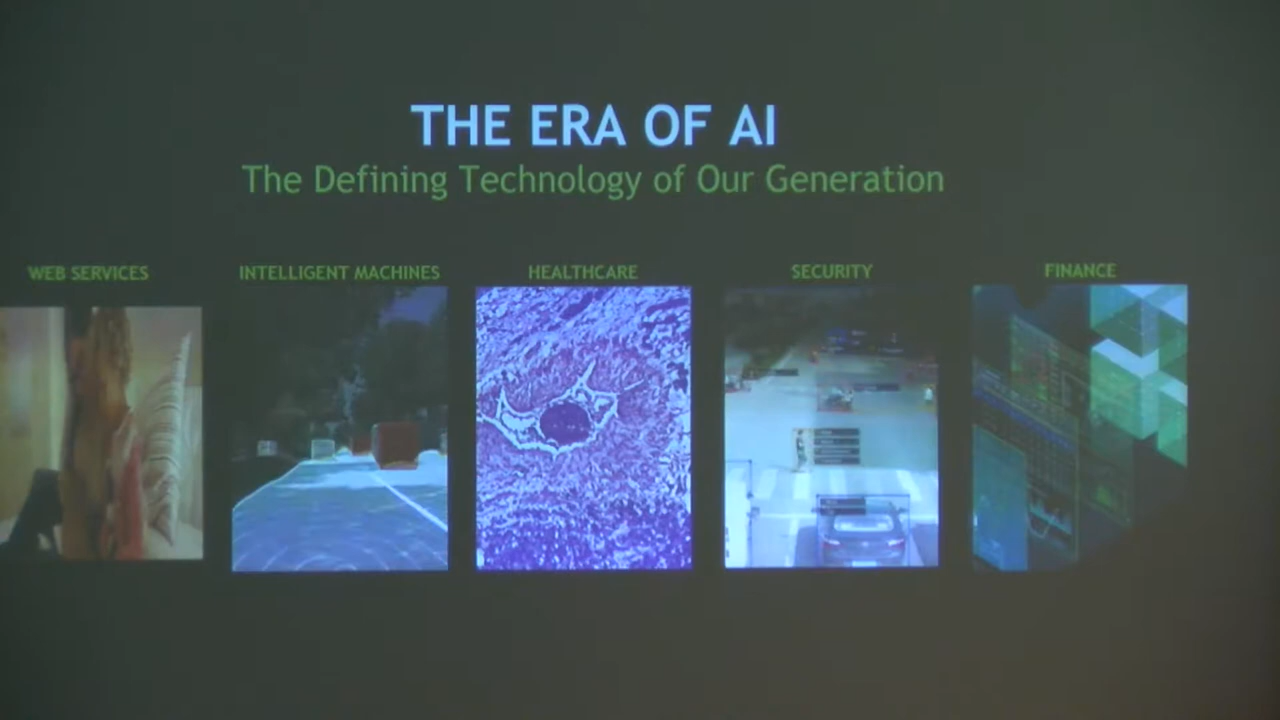 THE ERA OF AI
The Defining Technology of Our Generation
WEB SERVICES
INTELLIGENT MACHINES
HEALTHCARE
SECURITY
FINANCE